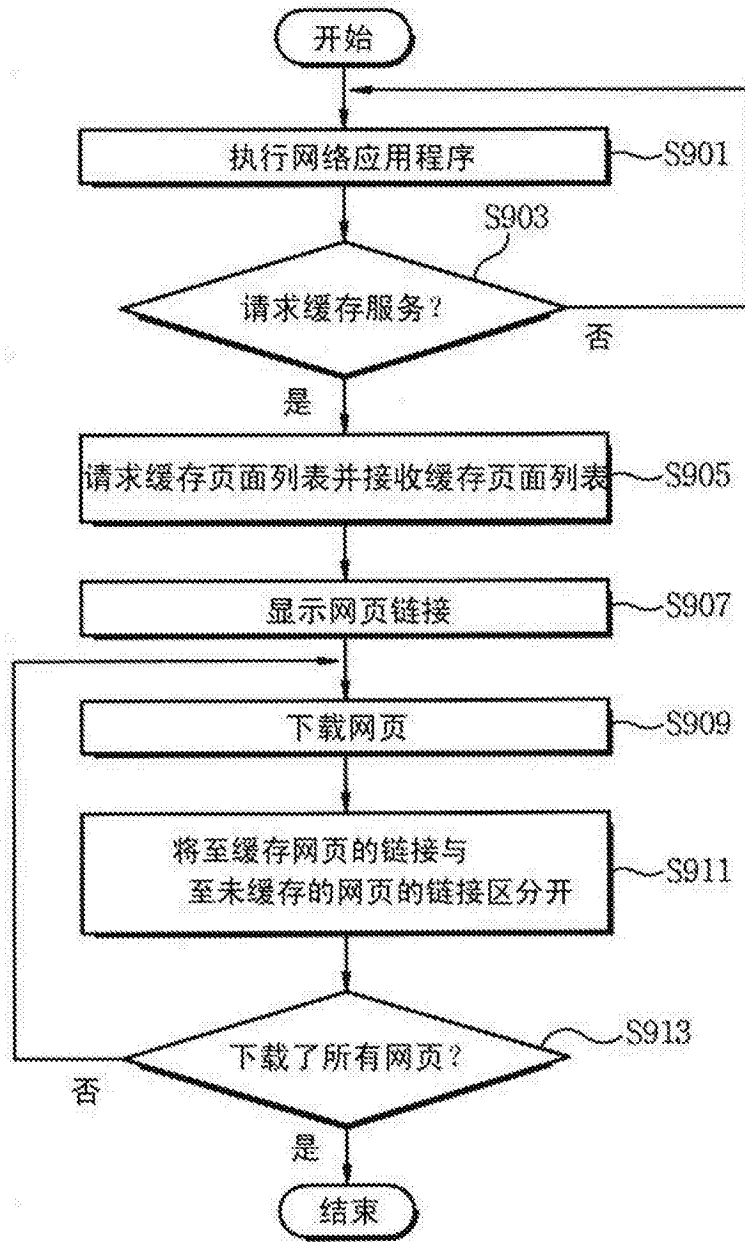 开始
执行网络应用程序
S901
S903
请求缓存服务？
否
是
请求缓存页面列表并接收缓存页面列表
S905
显示网页链接
S907
下载网页
S909
将至缓存网页的链接与
至未缓存的网页的链接区分开
S911
下载了所有网页？
S913
否
是
结束